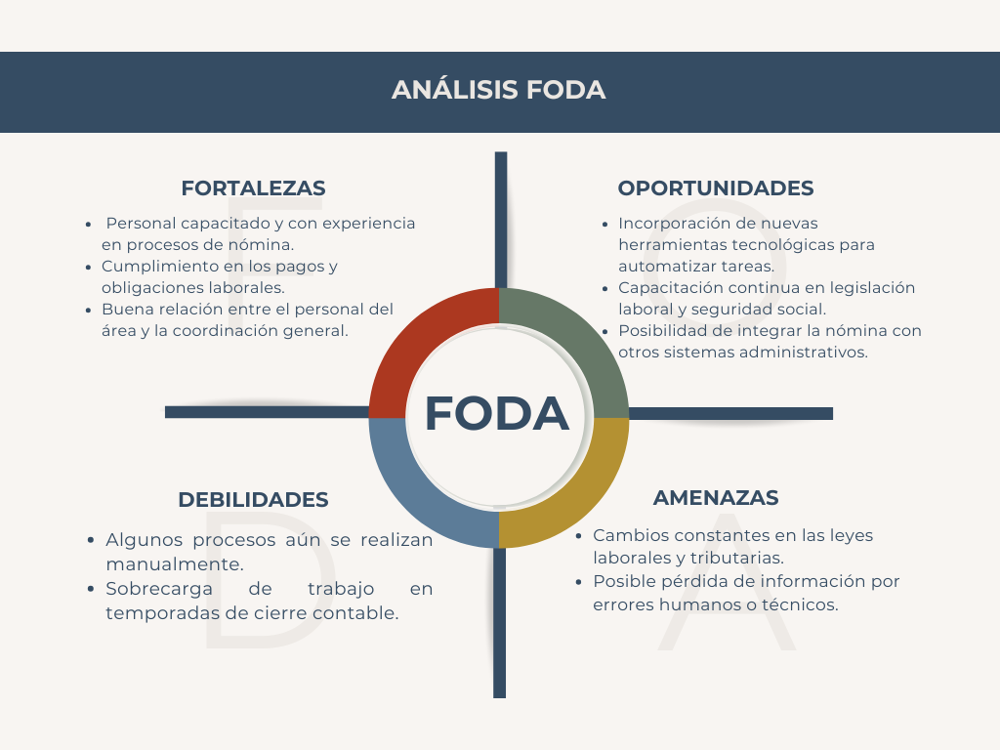 ANÁLISIS FODA
FORTALEZAS
• Personal capacitado y con experiencia
en procesos de nómina.
• Cumplimiento en los pagos y
obligaciones laborales.
• Buena relación entre el personal del
área y la coordinación general.
F
OPORTUNIDADES
• Incorporación de nuevas
herramientas tecnológicas para
automatizar tareas.
• Capacitación continua en legislación
laboral y seguridad social.
• Posibilidad de integrar la nómina con
otros sistemas administrativos.
O
FODA
DEBILIDADES
• Algunos procesos aún se realizan
manualmente.
• Sobrecarga de trabajo en
temporadas de cierre contable.
D
AMENAZAS
• Cambios constantes en las leyes
laborales y tributarias.
• Posible pérdida de información por
errores humanos o técnicos.
A